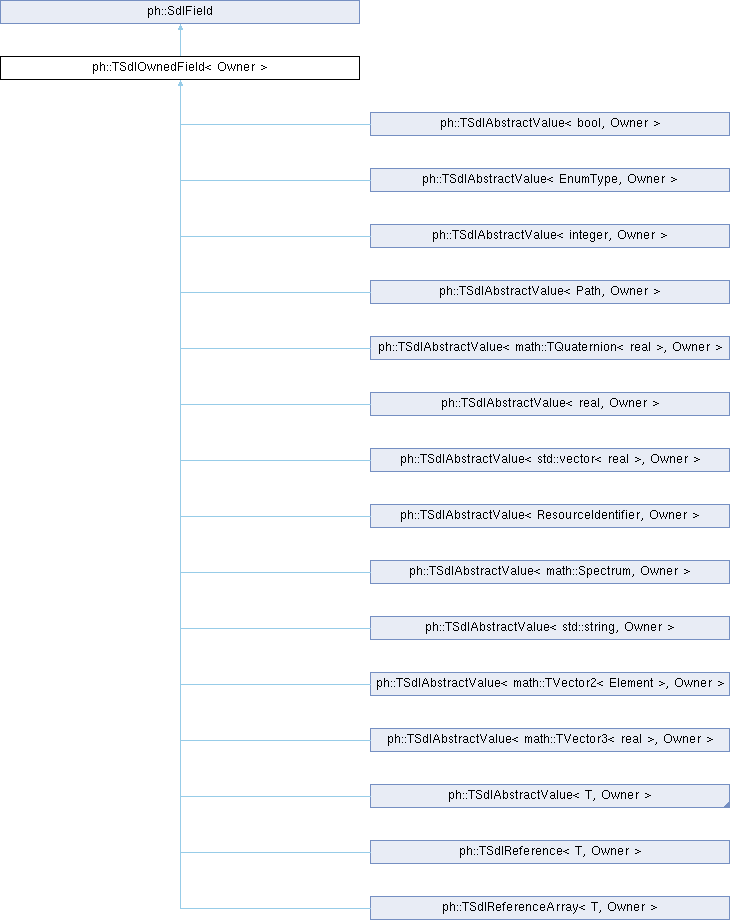 ph::SdlField
ph::TSdlOwnedField< Owner >
ph::TSdlAbstractValue< bool, Owner >
ph::TSdlAbstractValue< EnumType, Owner >
ph::TSdlAbstractValue< integer, Owner >
ph::TSdlAbstractValue< Path, Owner >
ph::TSdlAbstractValue< math::TQuaternion< real >, Owner >
ph::TSdlAbstractValue< real, Owner >
ph::TSdlAbstractValue< std::vector< real >, Owner >
ph::TSdlAbstractValue< ResourceIdentifier, Owner >
ph::TSdlAbstractValue< math::Spectrum, Owner >
ph::TSdlAbstractValue< std::string, Owner >
ph::TSdlAbstractValue< math::TVector2< Element >, Owner >
ph::TSdlAbstractValue< math::TVector3< real >, Owner >
ph::TSdlAbstractValue< T, Owner >
ph::TSdlReference< T, Owner >
ph::TSdlReferenceArray< T, Owner >